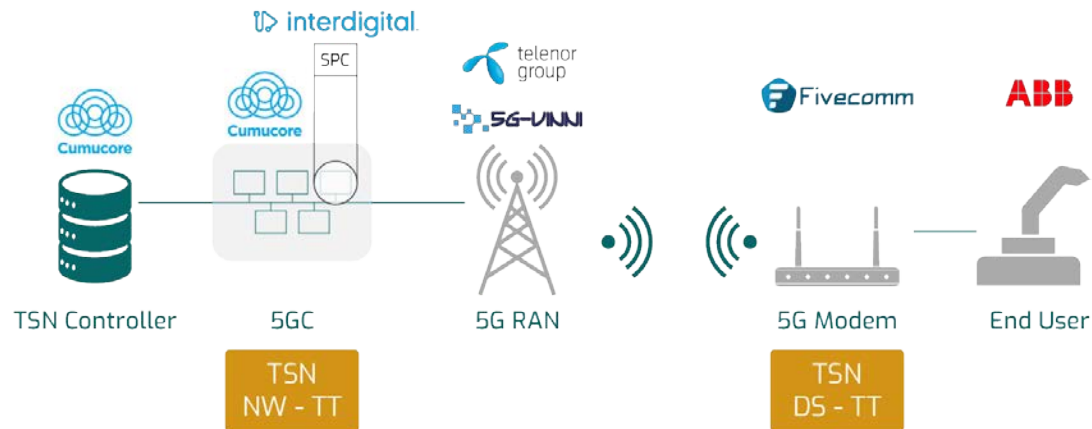 interdigital.
SPC
Cumucore
Cumucore
telenor
group
5G-VINNI
Fivecomm
ABB
TSN Controller
5GC
5G RAN
5G Modem
End User
TSN
NW - TT
TSN
DS - TT